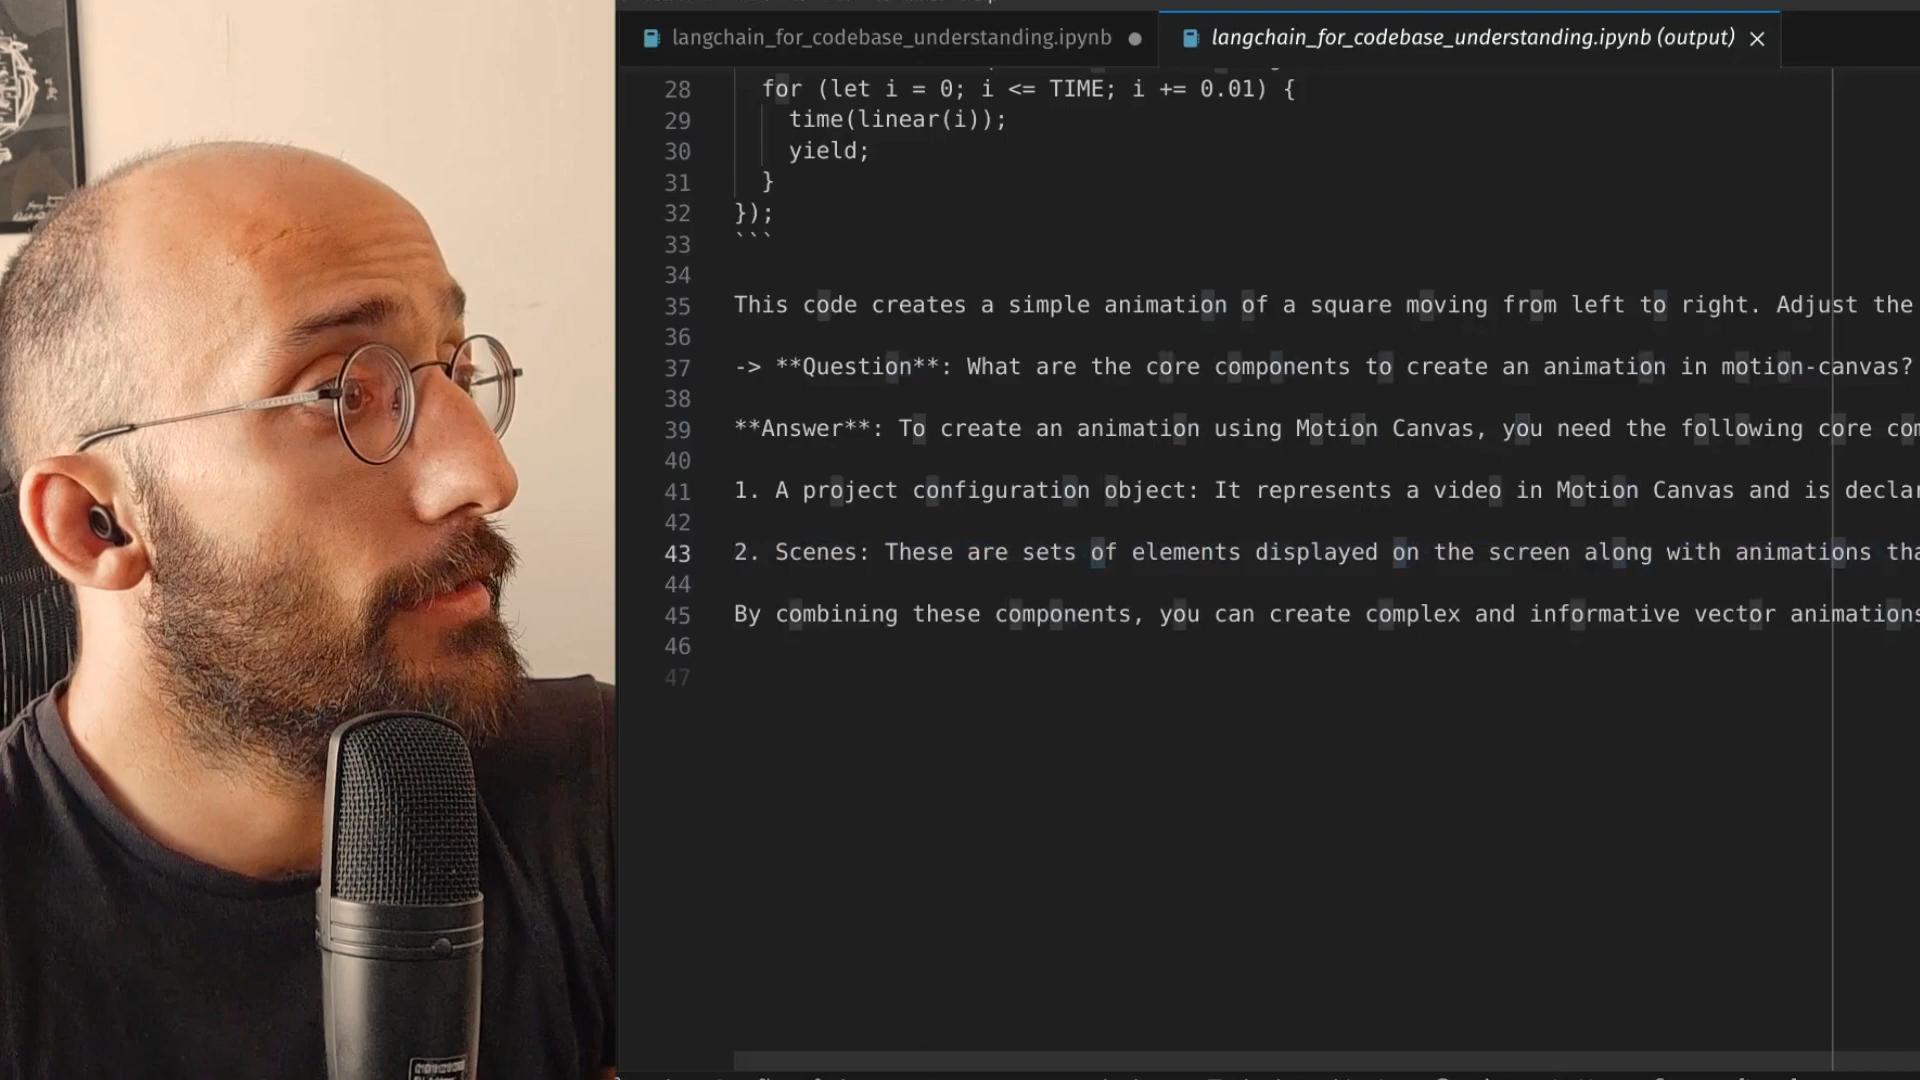 langchain_for_codebase_understanding.ipynb
langchain_for_codebase_understanding.ipynb (output)
28 for (let i = 0; i <= TIME; i += 0.01) {
29 time(linear(i));
30 yield;
31 }
32 });
33 ```
34
35 This code creates a simple animation of a square moving from left to right. Adjust the
36
37 -> **Question**: What are the core components to create an animation in motion-canvas?
38
39 **Answer**: To create an animation using Motion Canvas, you need the following core com
40
41 1. A project configuration object: It represents a video in Motion Canvas and is declar
42
43 2. Scenes: These are sets of elements displayed on the screen along with animations tha
44
45 By combining these components, you can create complex and informative vector animations
46
47